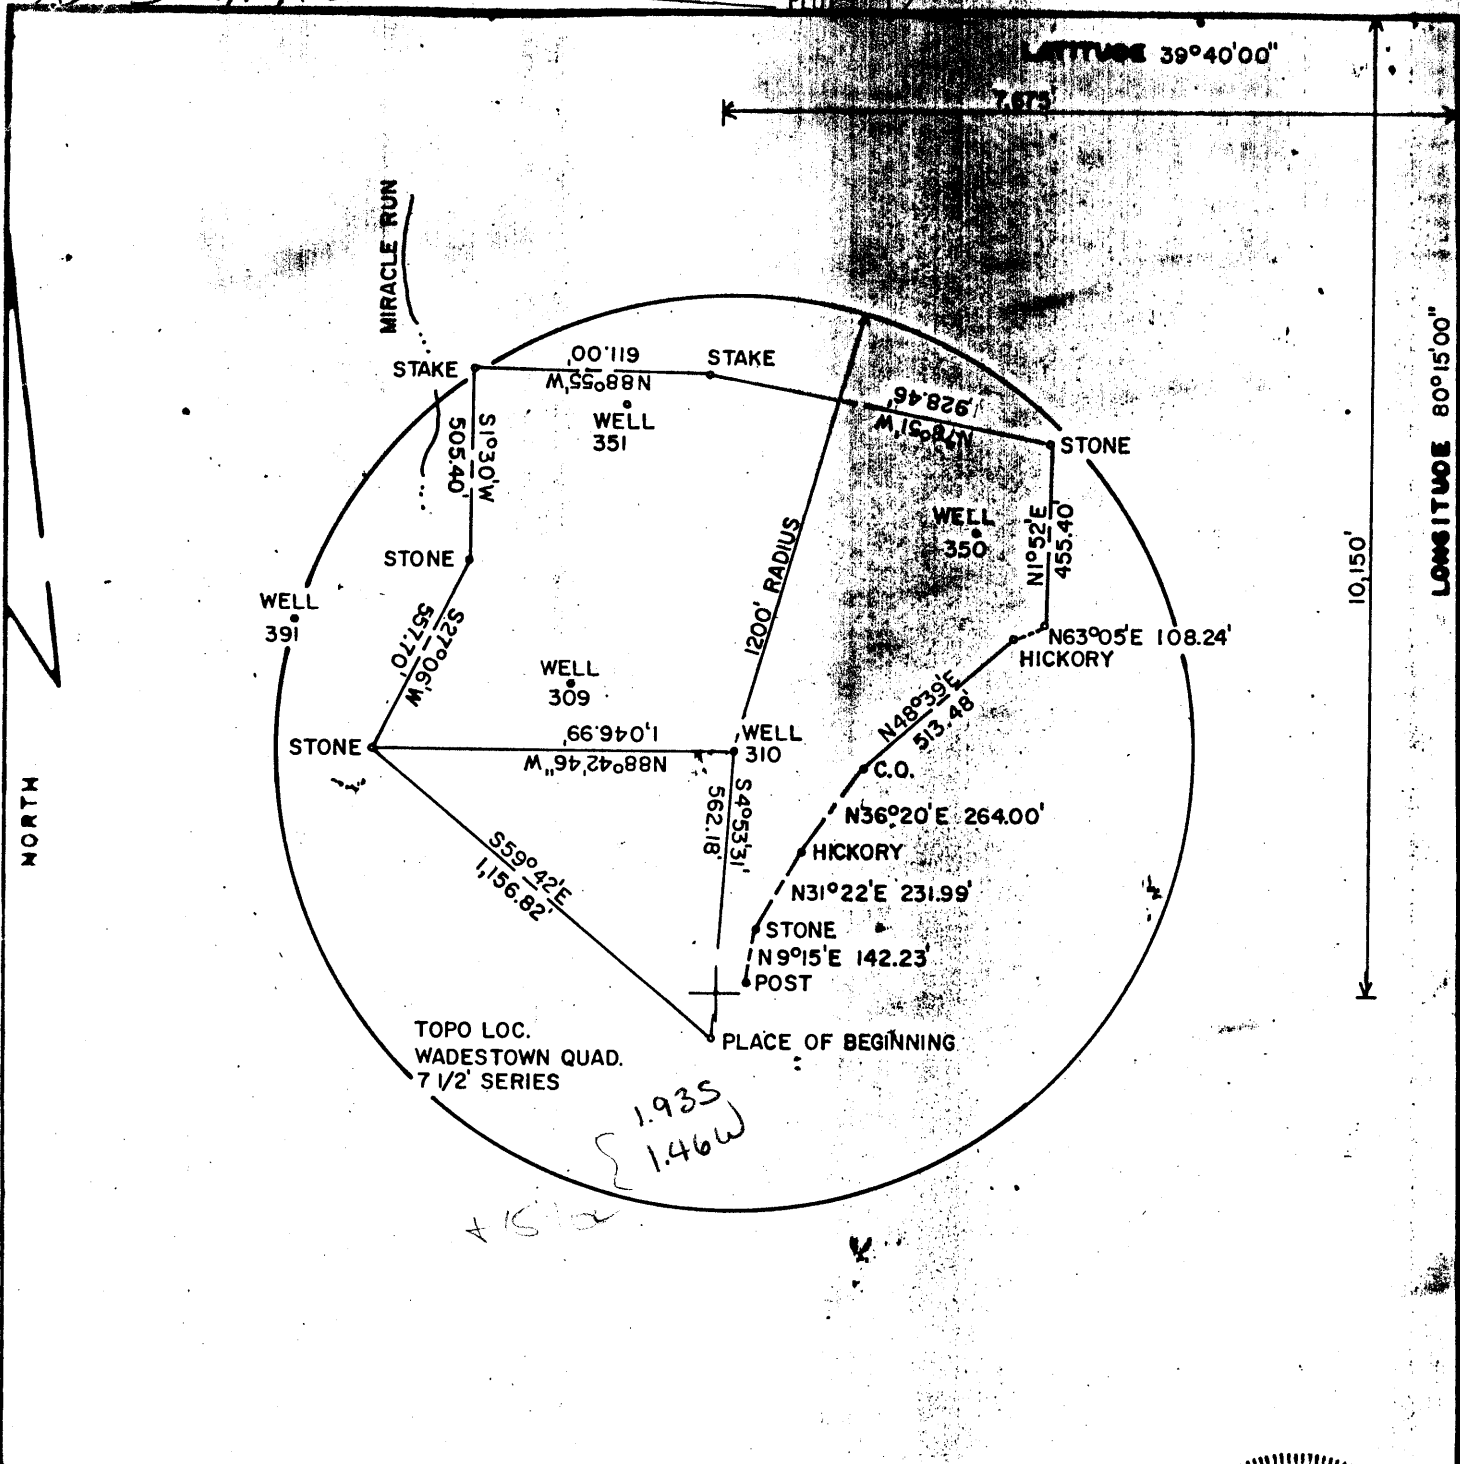 LATITUDE 39°40'00"
7,675'
LONGITUDE 80°15'00"
10,150'
MIRACLE RUN
STAKE
611.00'
N88°55'W
STAKE
WELL
351
S1°30'W
505.40'
N78°51'W
STONE
WELL
350
N1°52'E
455.40'
1200' RADIUS
STONE
WELL
391
S27°06'W
557.70'
N63°05'E 108.24'
HICKORY
WELL
309
N48°39'E
513.48'
STONE
1,046.99'
N88°42'46"W
WELL
310
C.O.
S4°53'31'
562.18'
N36°20'E 264.00'
HICKORY
NORTH
S59°42'E
1,156.82'
N31°22'E 231.99'
STONE
N9°15'E 142.23'
POST
PLACE OF BEGINNING
TOPO LOC.
WADESTOWN QUAD.
7 1/2' SERIES
1.93S
1.46W